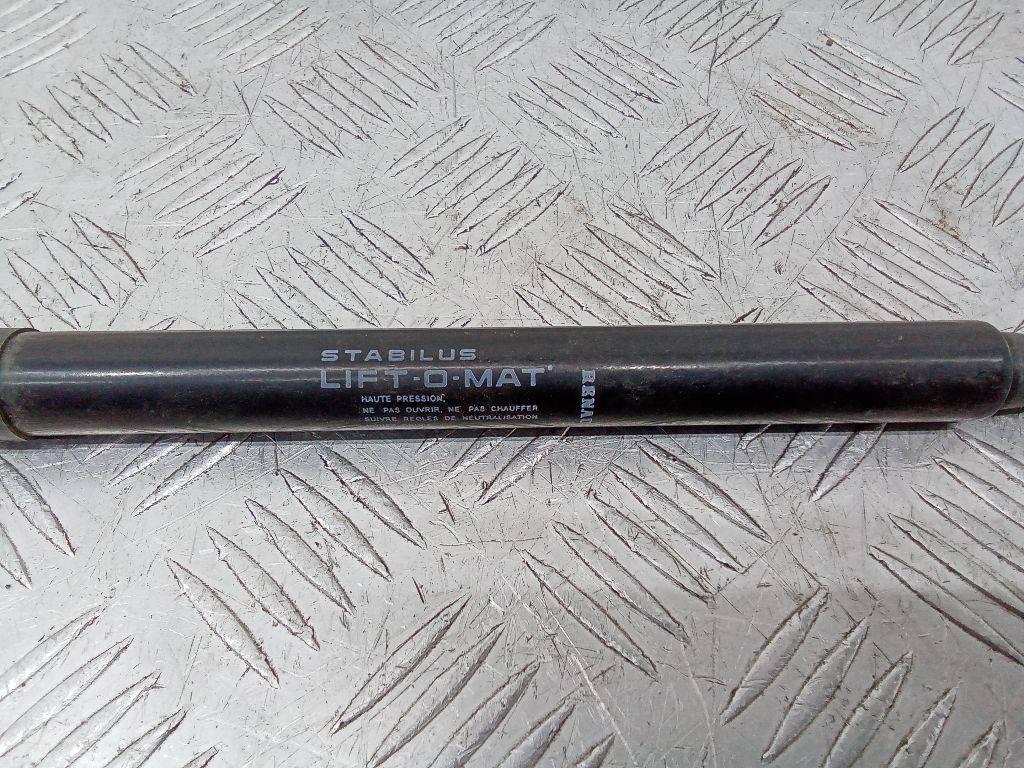 STABILUS
LIFT-O-MAT
HAUTE PRESSION,
NE PAS OUVRIR, NE PAS CHAUFFER
SUIVRE REGLES DE NEUTRALISATION